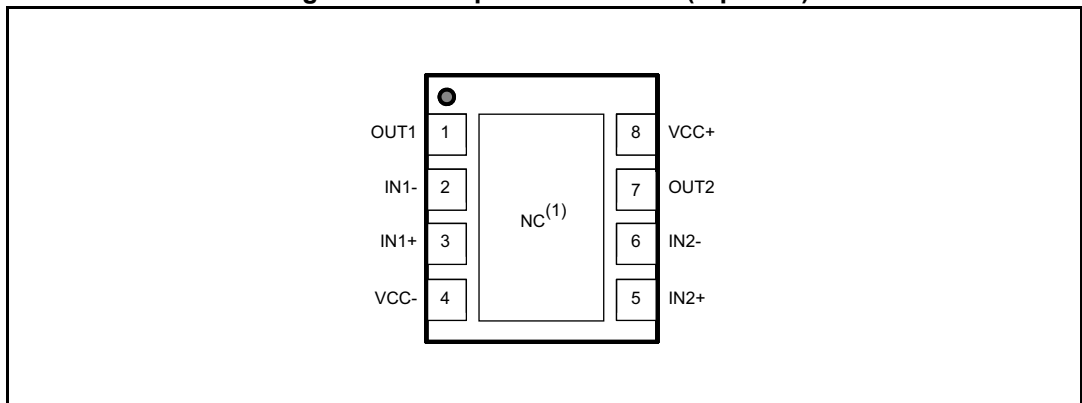 OUT1 1 8 VCC+
IN1- 2 7 OUT2
NC(1)
IN1+ 3 6 IN2-
VCC- 4 5 IN2+